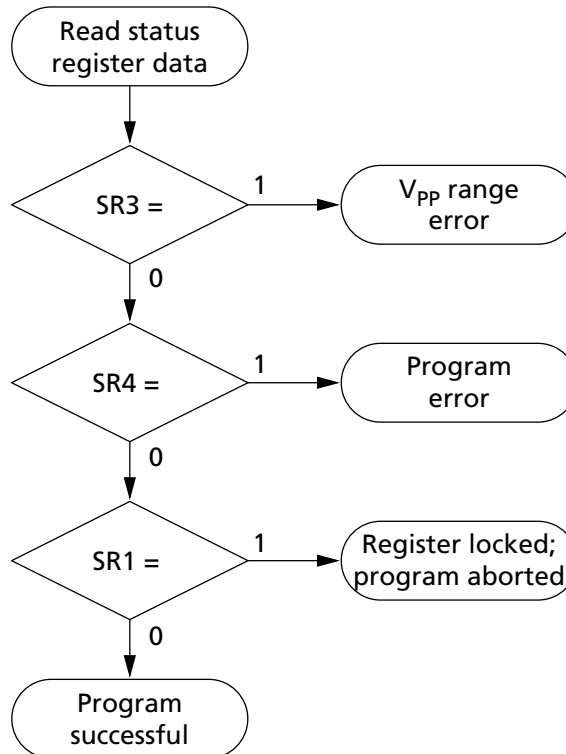 Read status
register data
SR3 =
1
V_PP range
error
0
SR4 =
1
Program
error
0
SR1 =
1
Register locked;
program aborted
0
Program
successful